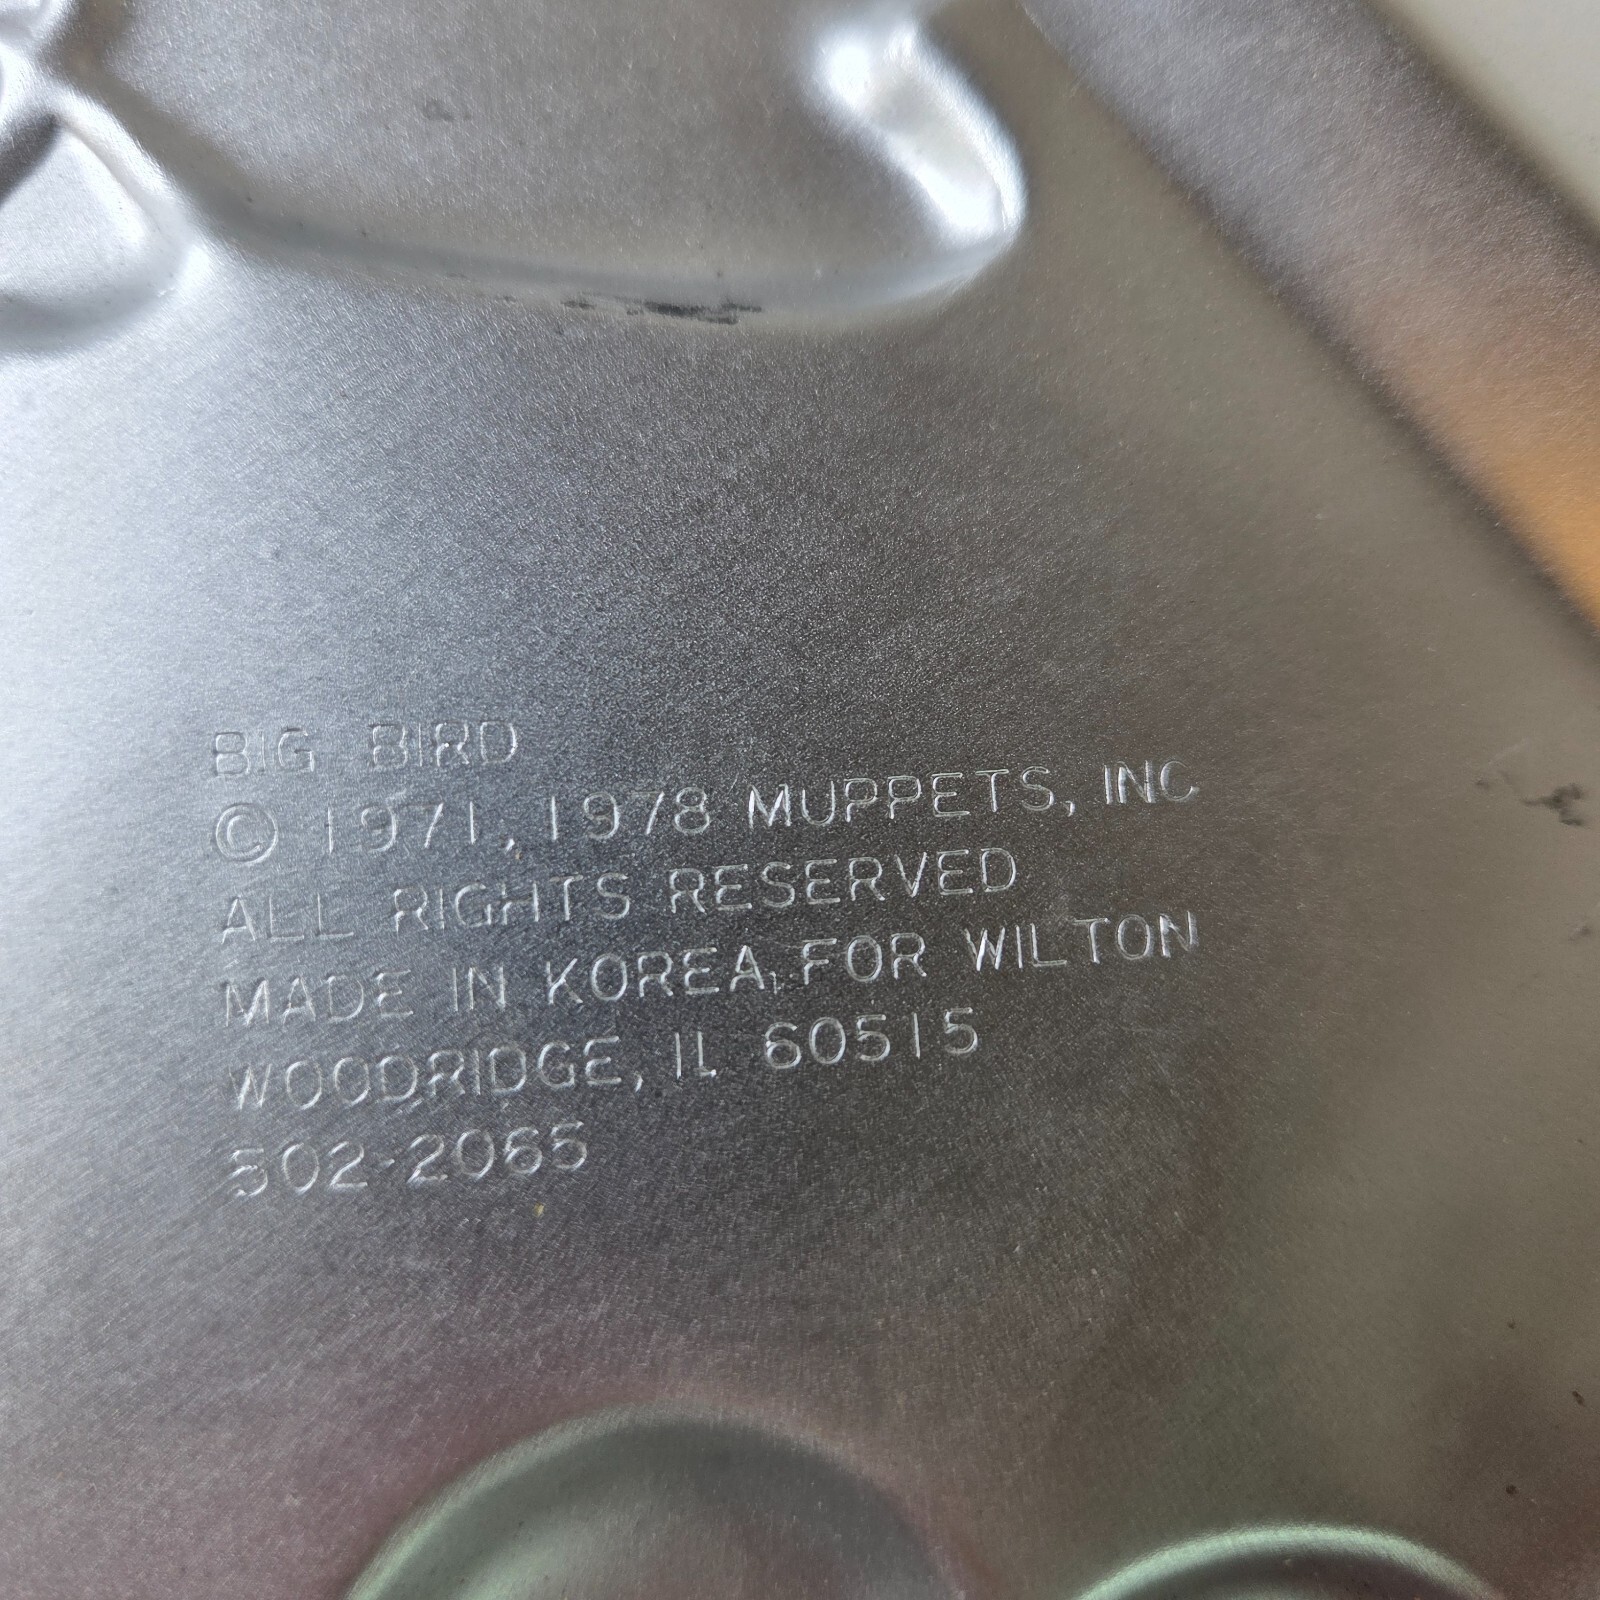 BIG BIRD
© 1971, 1978 MUPPETS, INC
ALL RIGHTS RESERVED
MADE IN KOREA, FOR WILTON
WOODRIDGE, IL 60515
502-2065